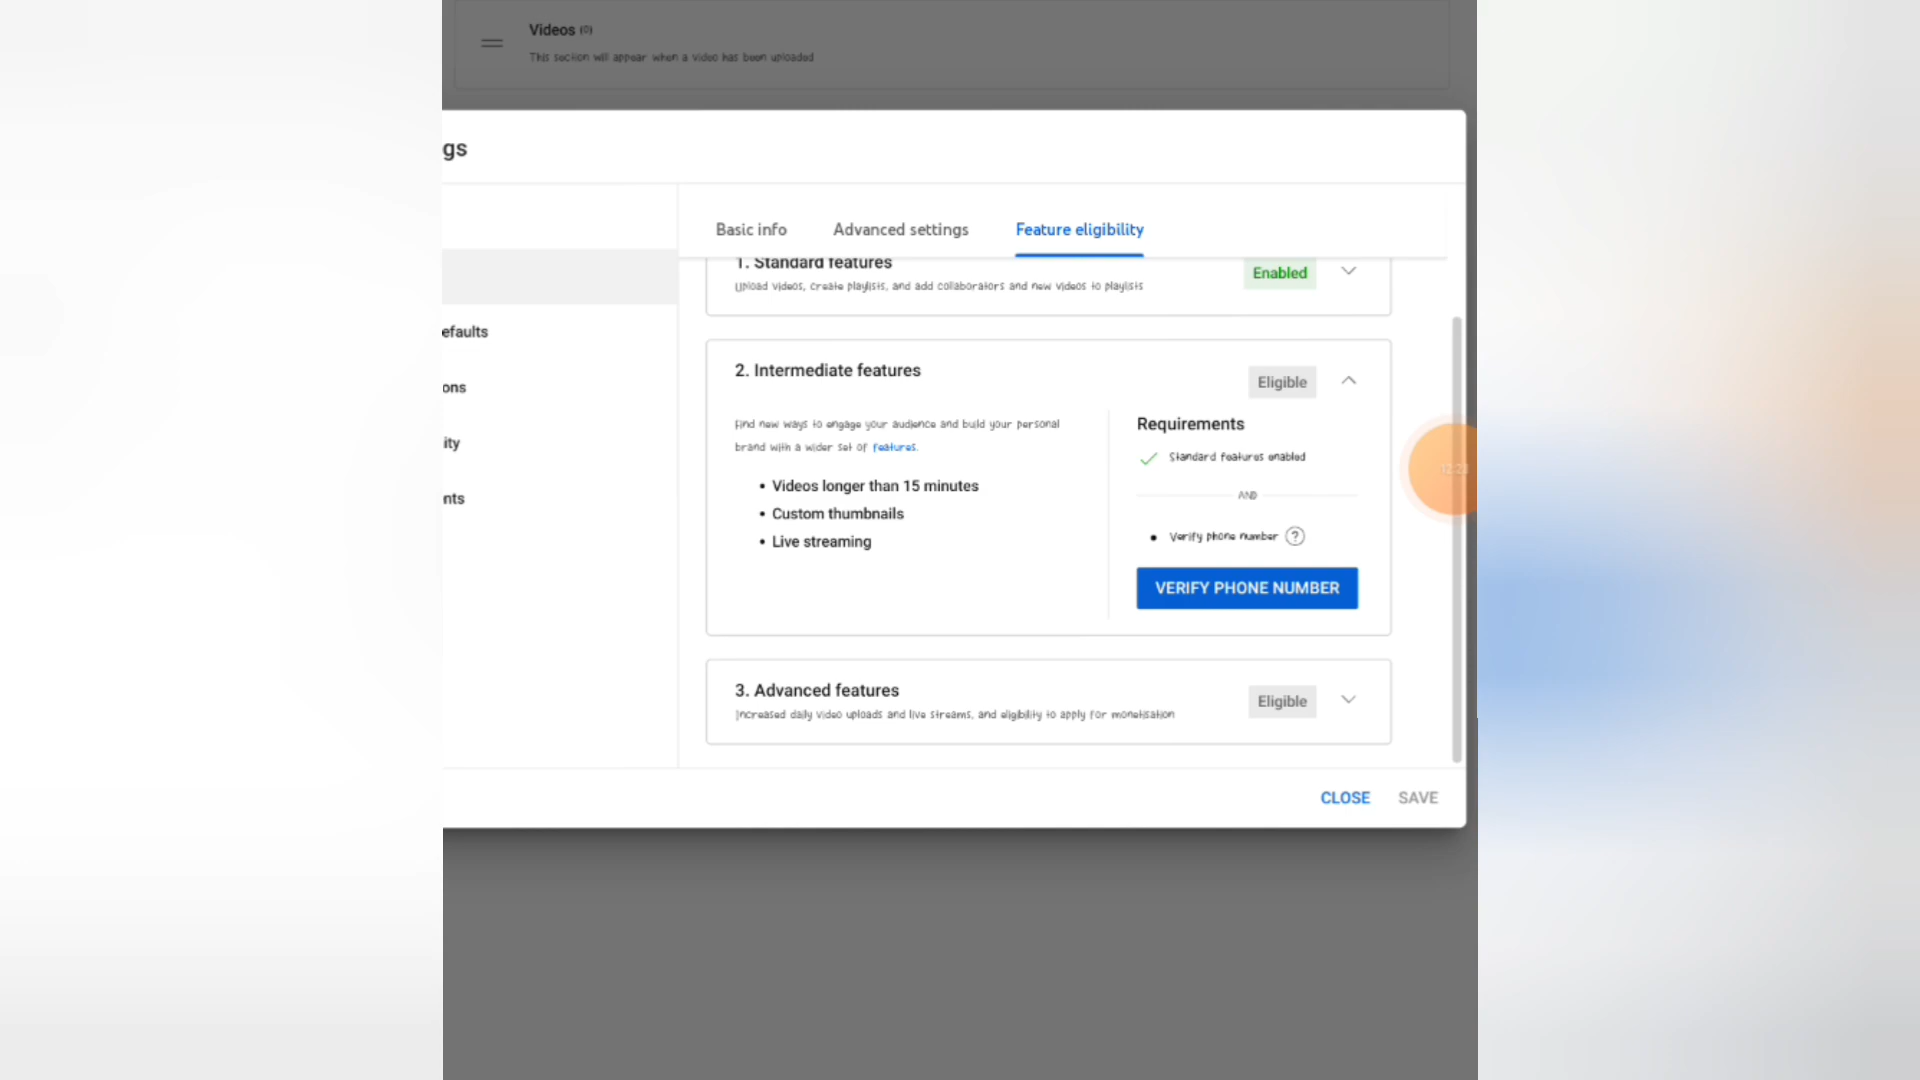 Videos (0)
This section will appear when a video has been uploaded
gs
Basic info
Advanced settings
Feature eligibility
1. Standard features
Enabled
Upload videos, create playlists, and add collaborators and new videos to playlists
efaults
ons
ity
nts
2. Intermediate features
Eligible
Find new ways to engage your audience and build your personal
brand with a wider set of features.
• Videos longer than 15 minutes
• Custom thumbnails
• Live streaming
Requirements
Standard features enabled
AND
• Verify phone number ?
VERIFY PHONE NUMBER
3. Advanced features
Eligible
Increased daily video uploads and live streams, and eligibility to apply for monetisation
CLOSE
SAVE